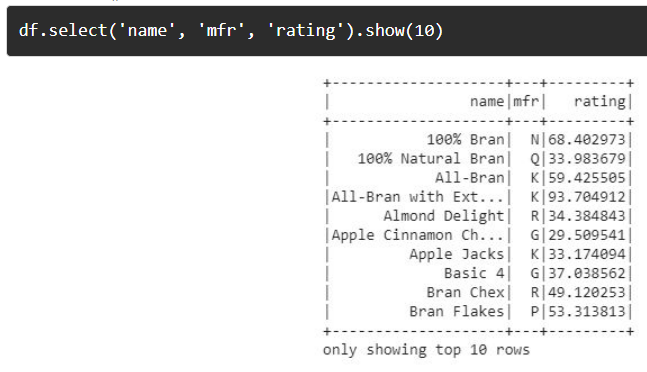 df.select('name', 'mfr', 'rating').show(10)
+--------------------+---+---------+
|                name|mfr|   rating|
+--------------------+---+---------+
|           100% Bran|  N|68.402973|
|   100% Natural Bran|  Q|33.983679|
|            All-Bran|  K|59.425505|
|All-Bran with Ext...|  K|93.704912|
|      Almond Delight|  R|34.384843|
|Apple Cinnamon Ch...|  G|29.509541|
|         Apple Jacks|  K|33.174094|
|             Basic 4|  G|37.038562|
|           Bran Chex|  R|49.120253|
|         Bran Flakes|  P|53.313813|
+--------------------+---+---------+
only showing top 10 rows